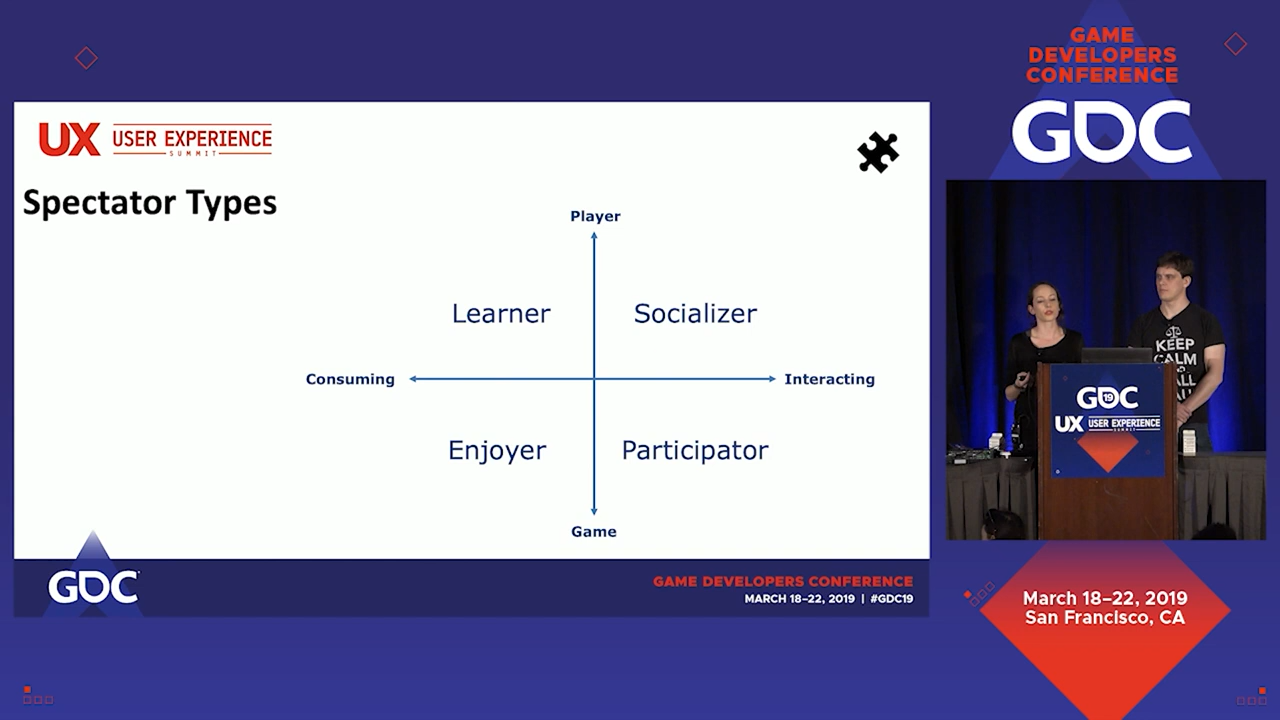 GAME
DEVELOPERS
CONFERENCE
GDC
UX USER EXPERIENCE
SUMMIT
Spectator Types
Player
Learner
Socializer
Consuming
Interacting
Enjoyer
Participator
Game
GDC
GAME DEVELOPERS CONFERENCE
MARCH 18–22, 2019 | #GDC19
KEEP
CALM
GDC
19
UX USER EXPERIENCE
SUMMIT
March 18–22, 2019
San Francisco, CA